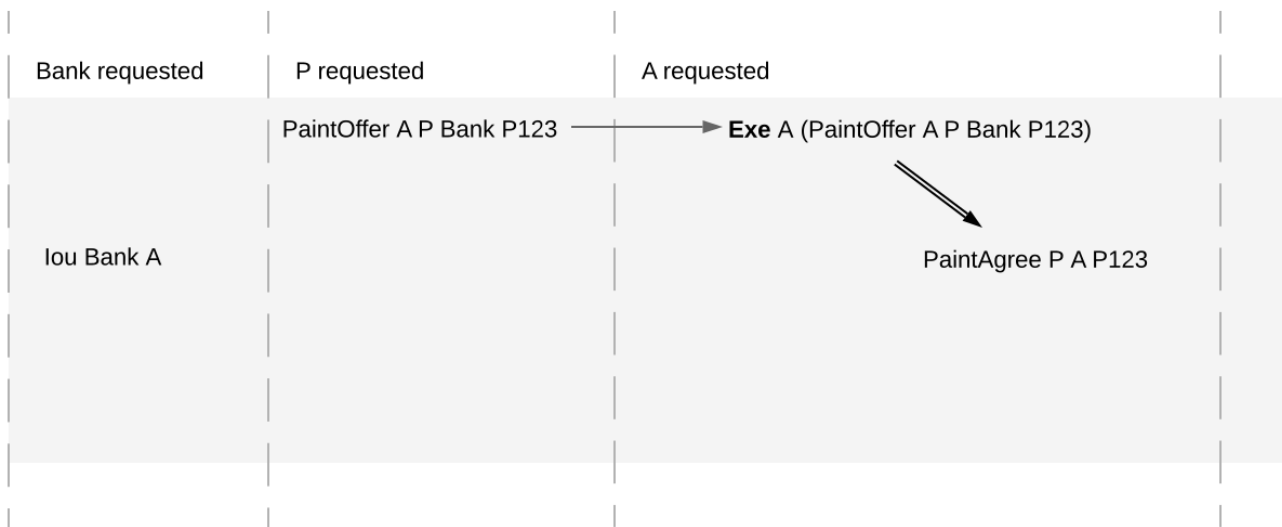 Bank requested
P requested
A requested
PaintOffer A P Bank P123
Exe A (PaintOffer A P Bank P123)
Iou Bank A
PaintAgree P A P123